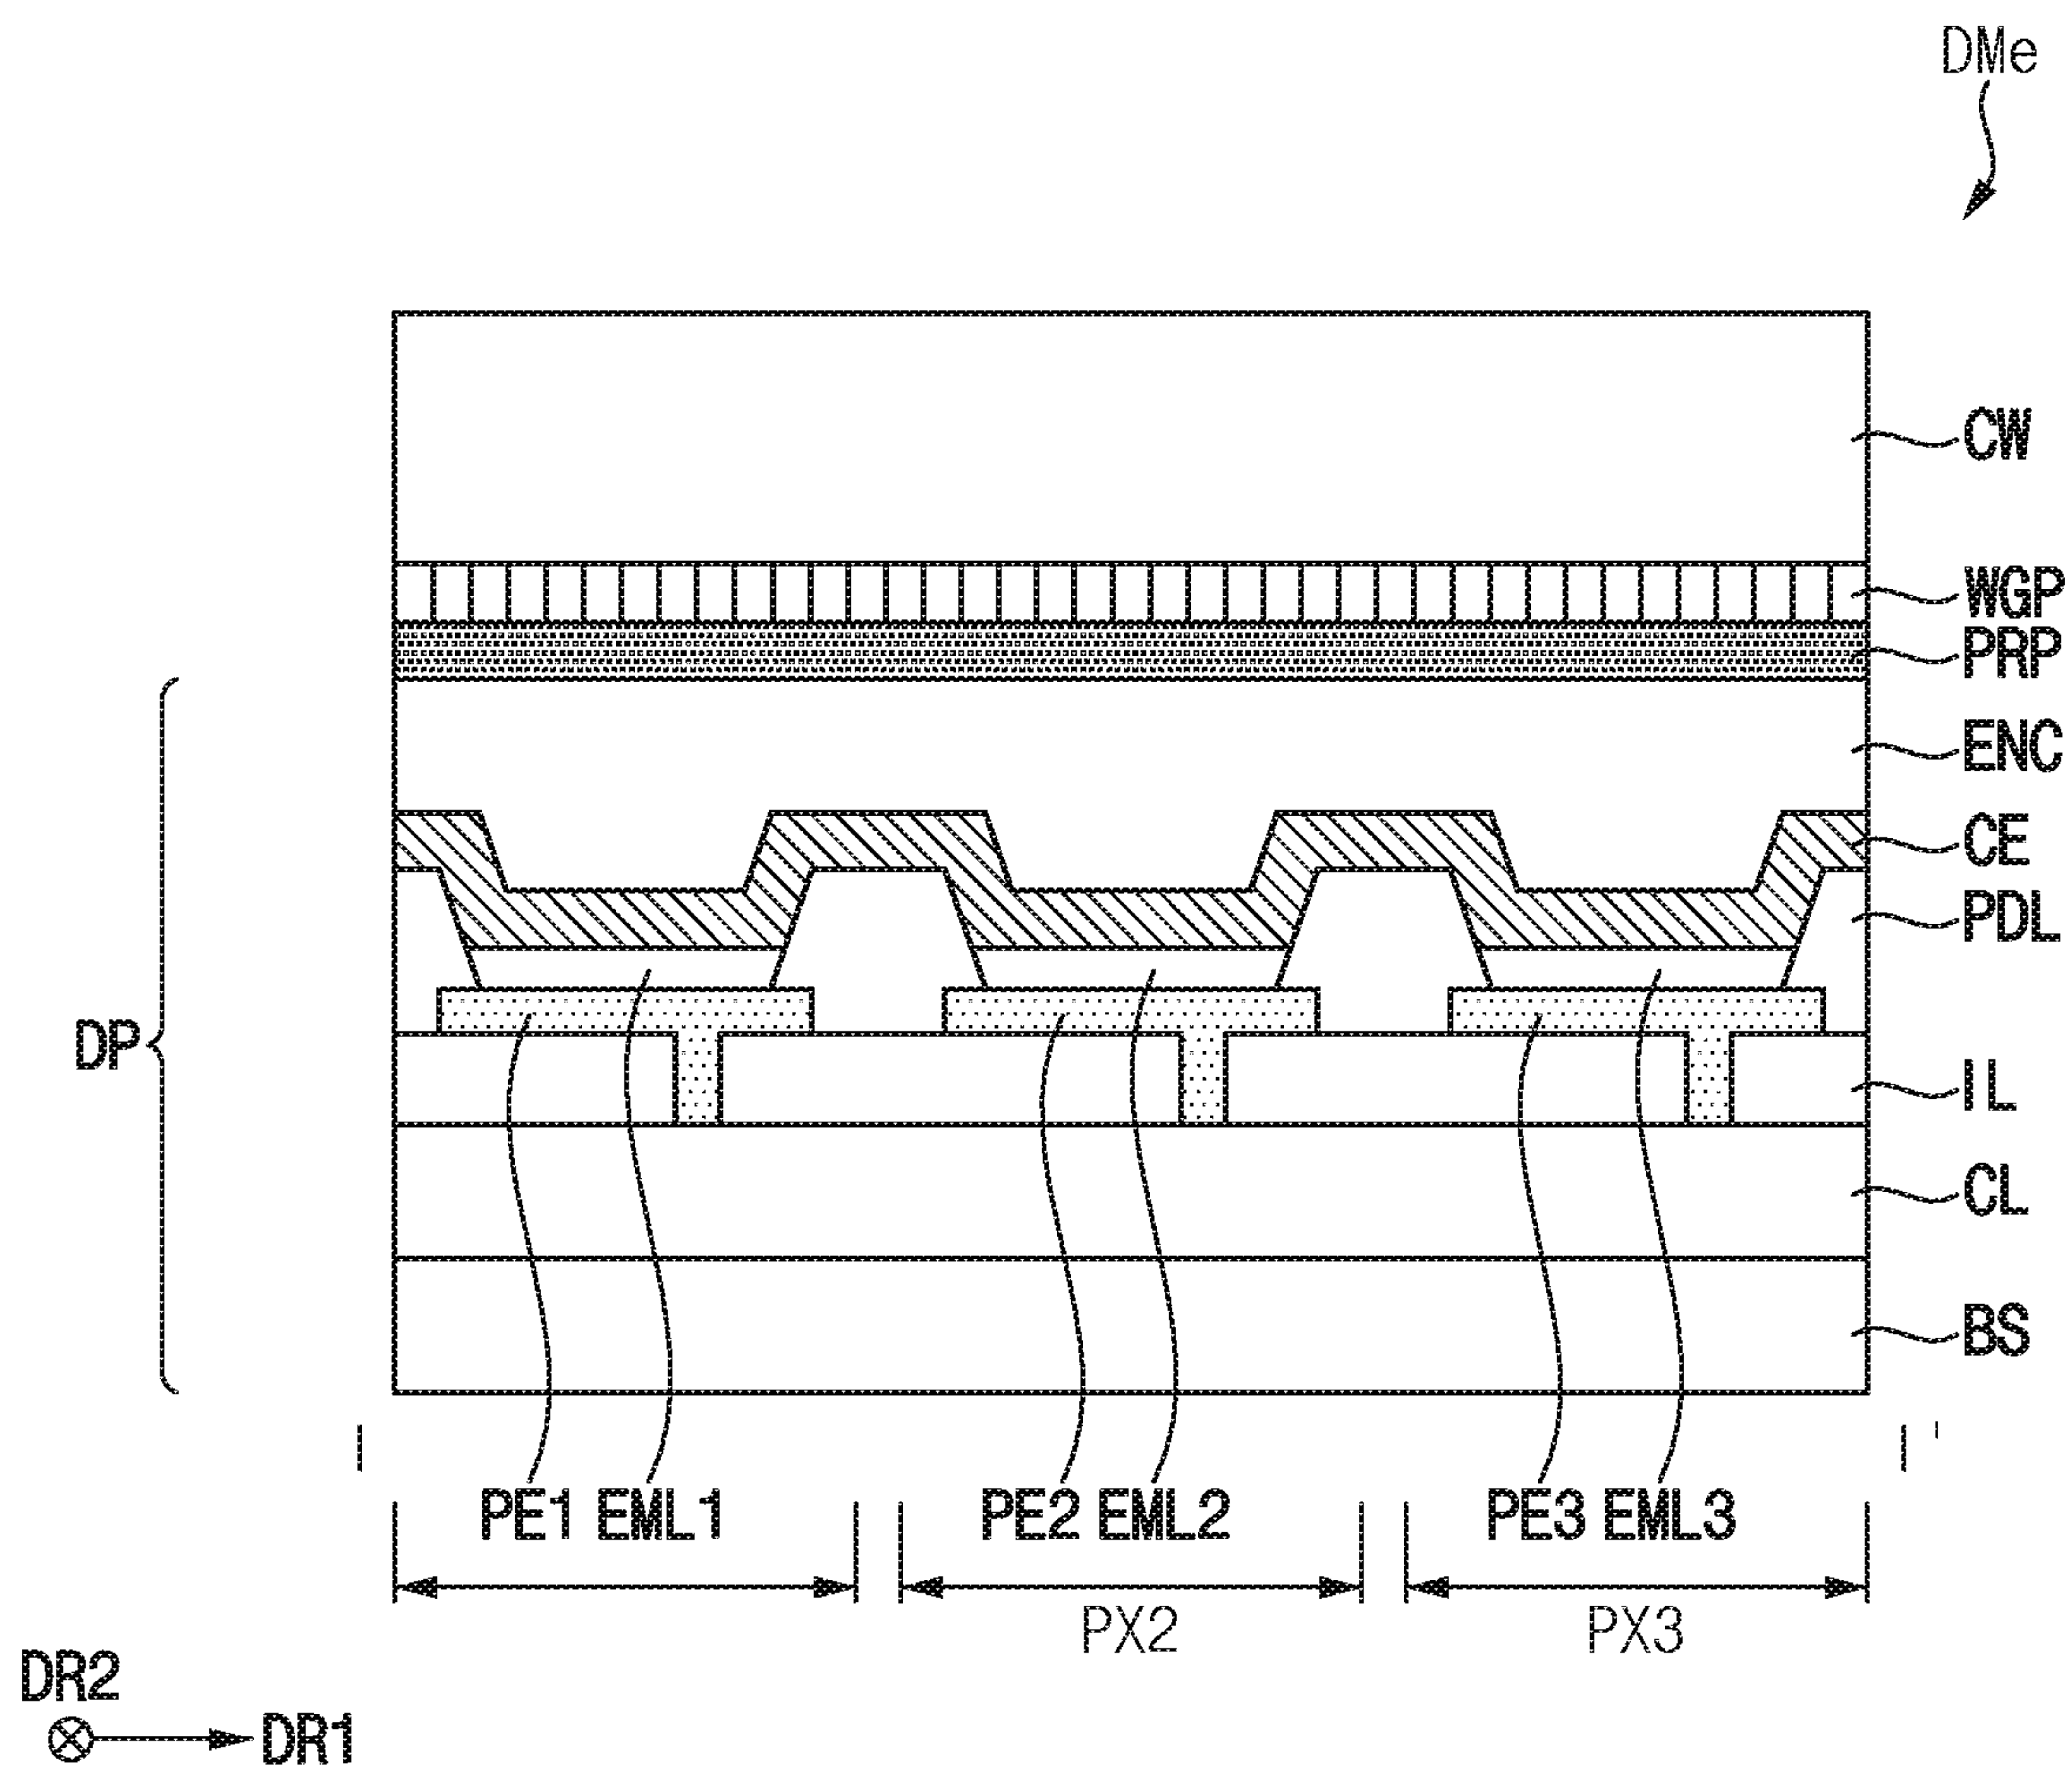 DMe
CW
WGP
PRP
ENC
CE
PDL
DP
IL
CL
BS
I I'
PE1 EML1 PE2 EML2 PE3 EML3
PX2 PX3
DR2
DR1